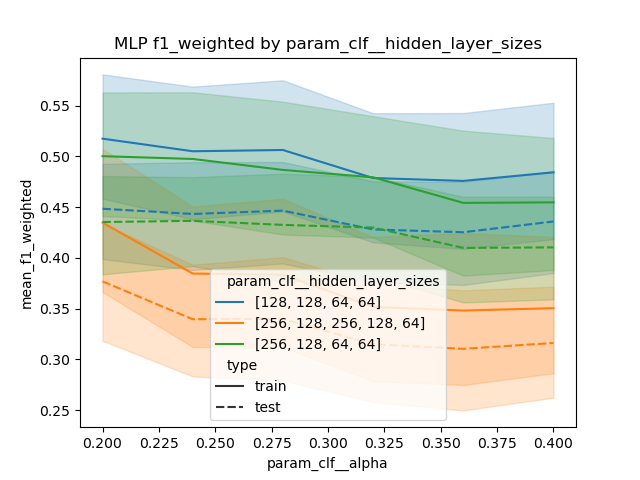 MLP f1_weighted by param_clf__hidden_layer_sizes
mean_f1_weighted
0.55
0.50
0.45
0.40
0.35
0.30
0.25
param_clf__hidden_layer_sizes
[128, 128, 64, 64]
[256, 128, 256, 128, 64]
[256, 128, 64, 64]
type
train
test
0.200 0.225 0.250 0.275 0.300 0.325 0.350 0.375 0.400
param_clf__alpha